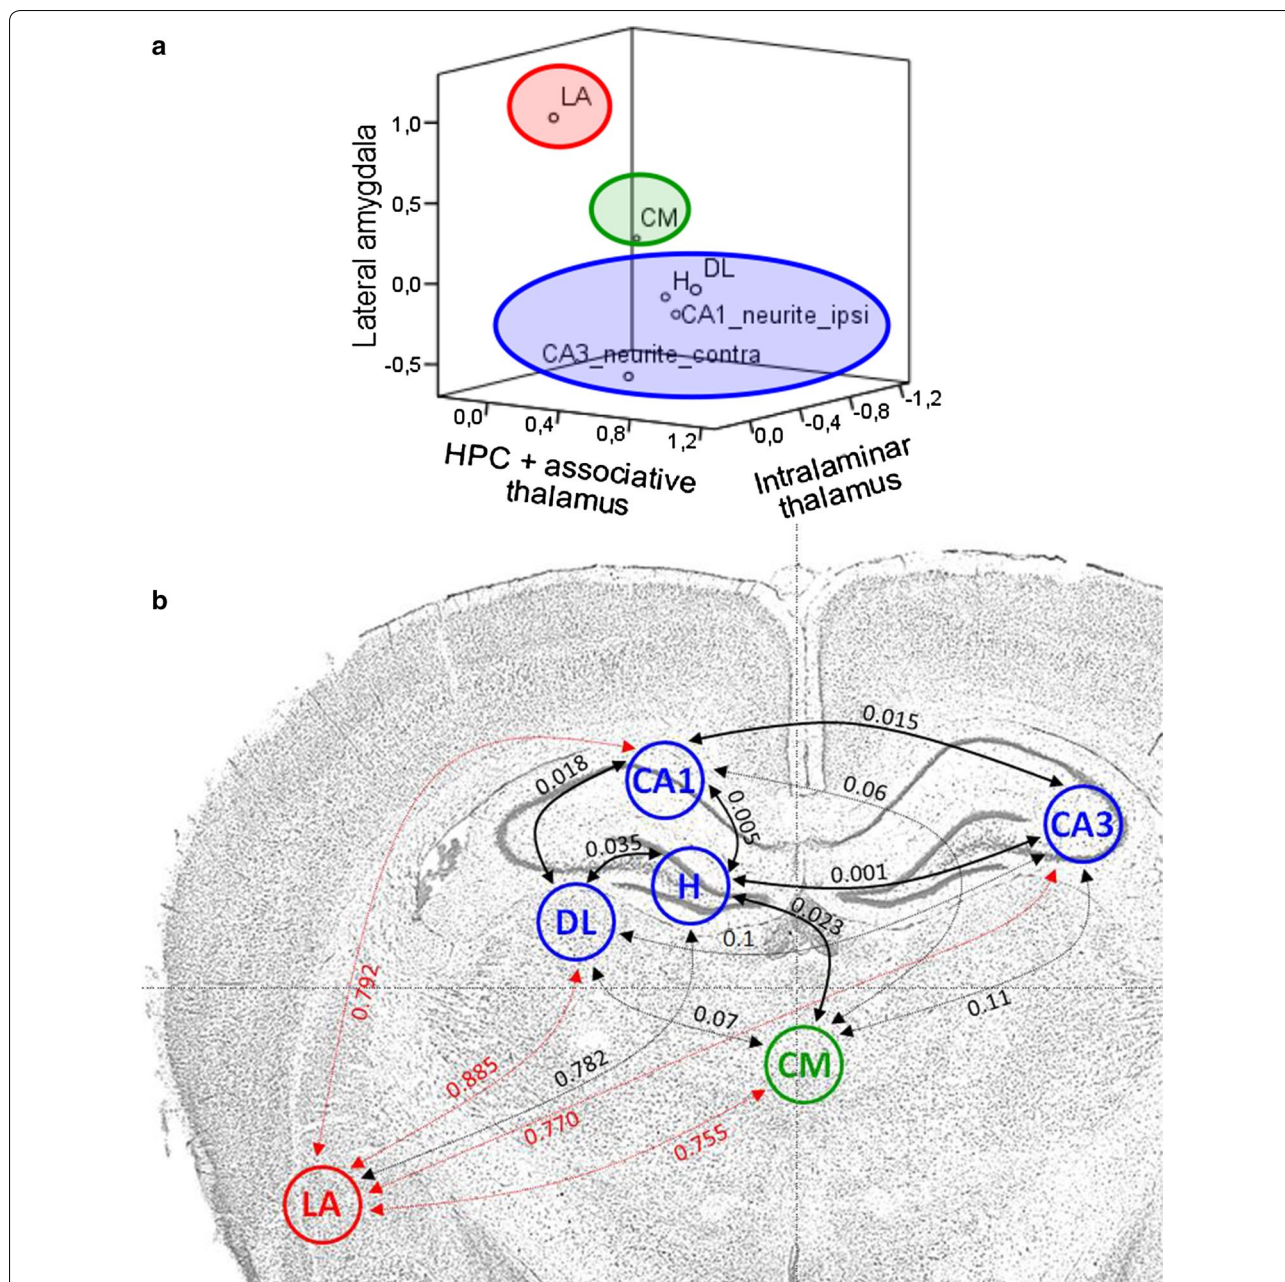 a
LA
1,0
0,5
0,0
-0,5
Lateral amygdala
CM
DL
H
CA1_neurite_ipsi
CA3_neurite_contra
0,0
0,4
0,8
1,2
HPC + associative
thalamus
0,0
-0,4
-0,8
-1,2
Intralaminar
thalamus
b
0.015
0.018
CA1
0.06
0.005
CA3
0.035
H
0.001
DL
0.023
0.1
0.792
0.07
0.11
0.885
0.782
CM
0.770
0.755
LA